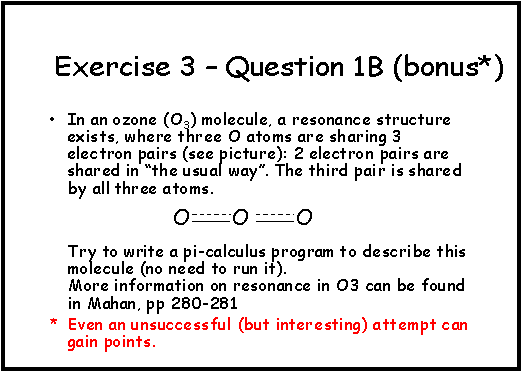 Exercise 3 – Question 1B (bonus*)
• In an ozone (O3) molecule, a resonance structure
exists, where three O atoms are sharing 3
electron pairs (see picture): 2 electron pairs are
shared in “the usual way”. The third pair is shared
by all three atoms.
O O O
Try to write a pi-calculus program to describe this
molecule (no need to run it).
More information on resonance in O3 can be found
in Mahan, pp 280-281
* Even an unsuccessful (but interesting) attempt can
gain points.